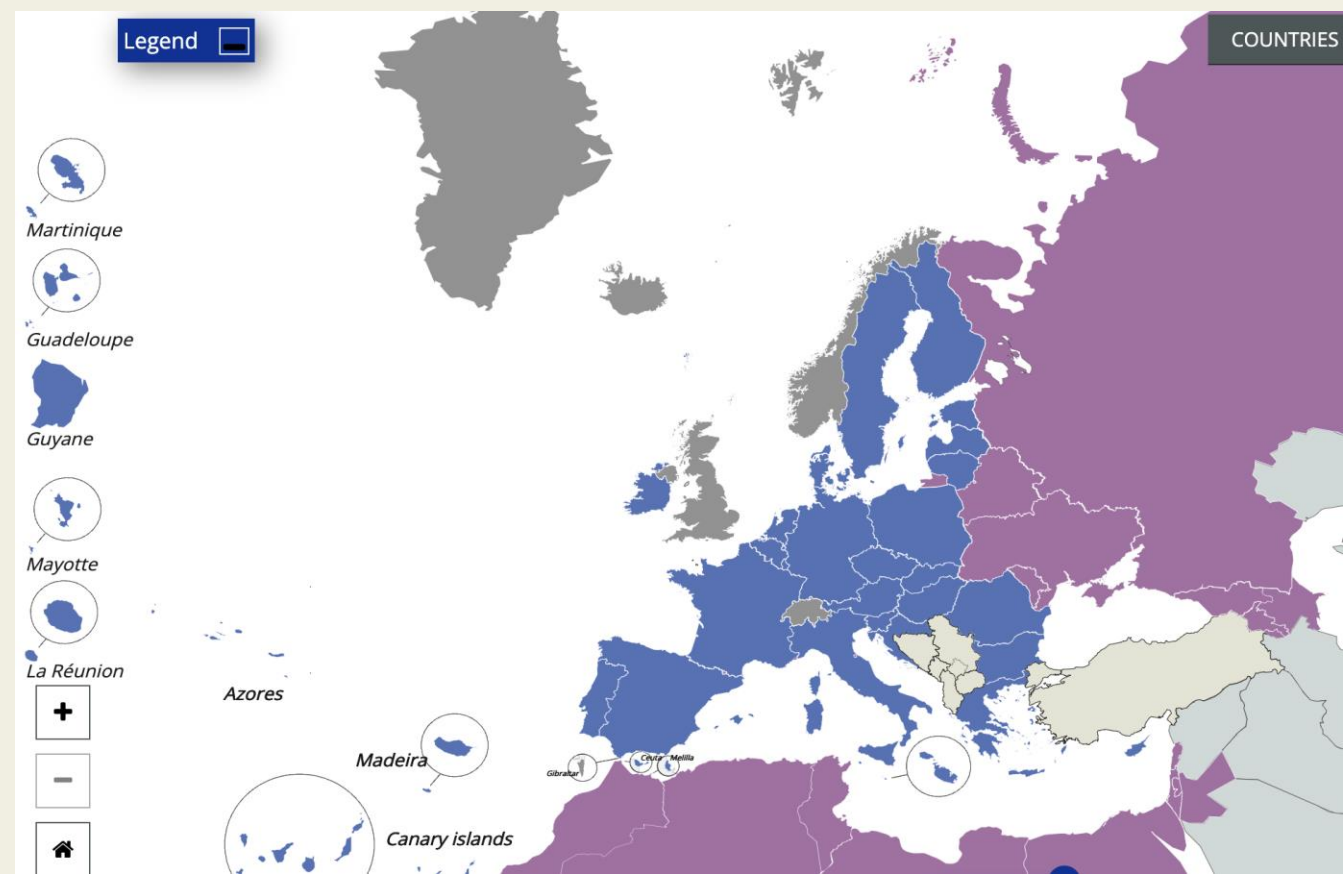 Legend
COUNTRIES
Martinique
Guadeloupe
Guyane
Mayotte
La Réunion
Azores
Madeira
Gibraltar
Ceuta
Melilla
Canary islands